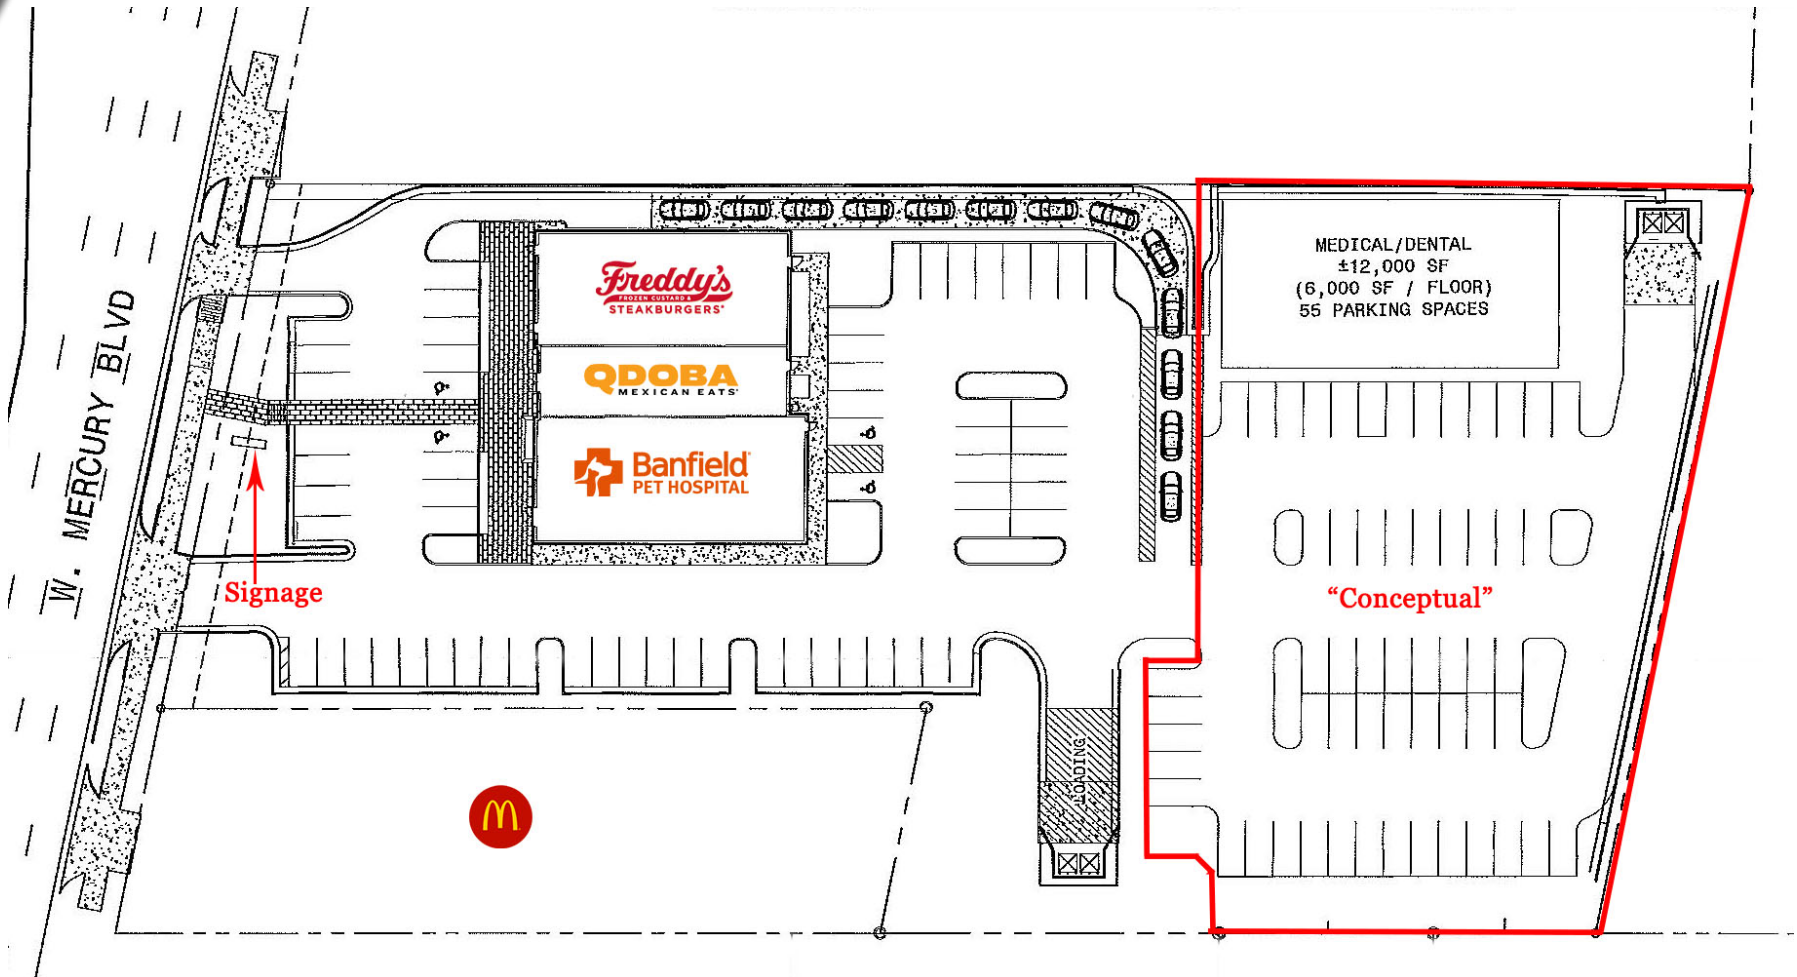 W. MERCURY BLVD
Freddy's
FROZEN CUSTARD &
STEAKBURGERS
QDOBA
MEXICAN EATS
Banfield
PET HOSPITAL
Signage
MEDICAL/DENTAL
±12,000 SF
(6,000 SF / FLOOR)
55 PARKING SPACES
“Conceptual”
LOADING